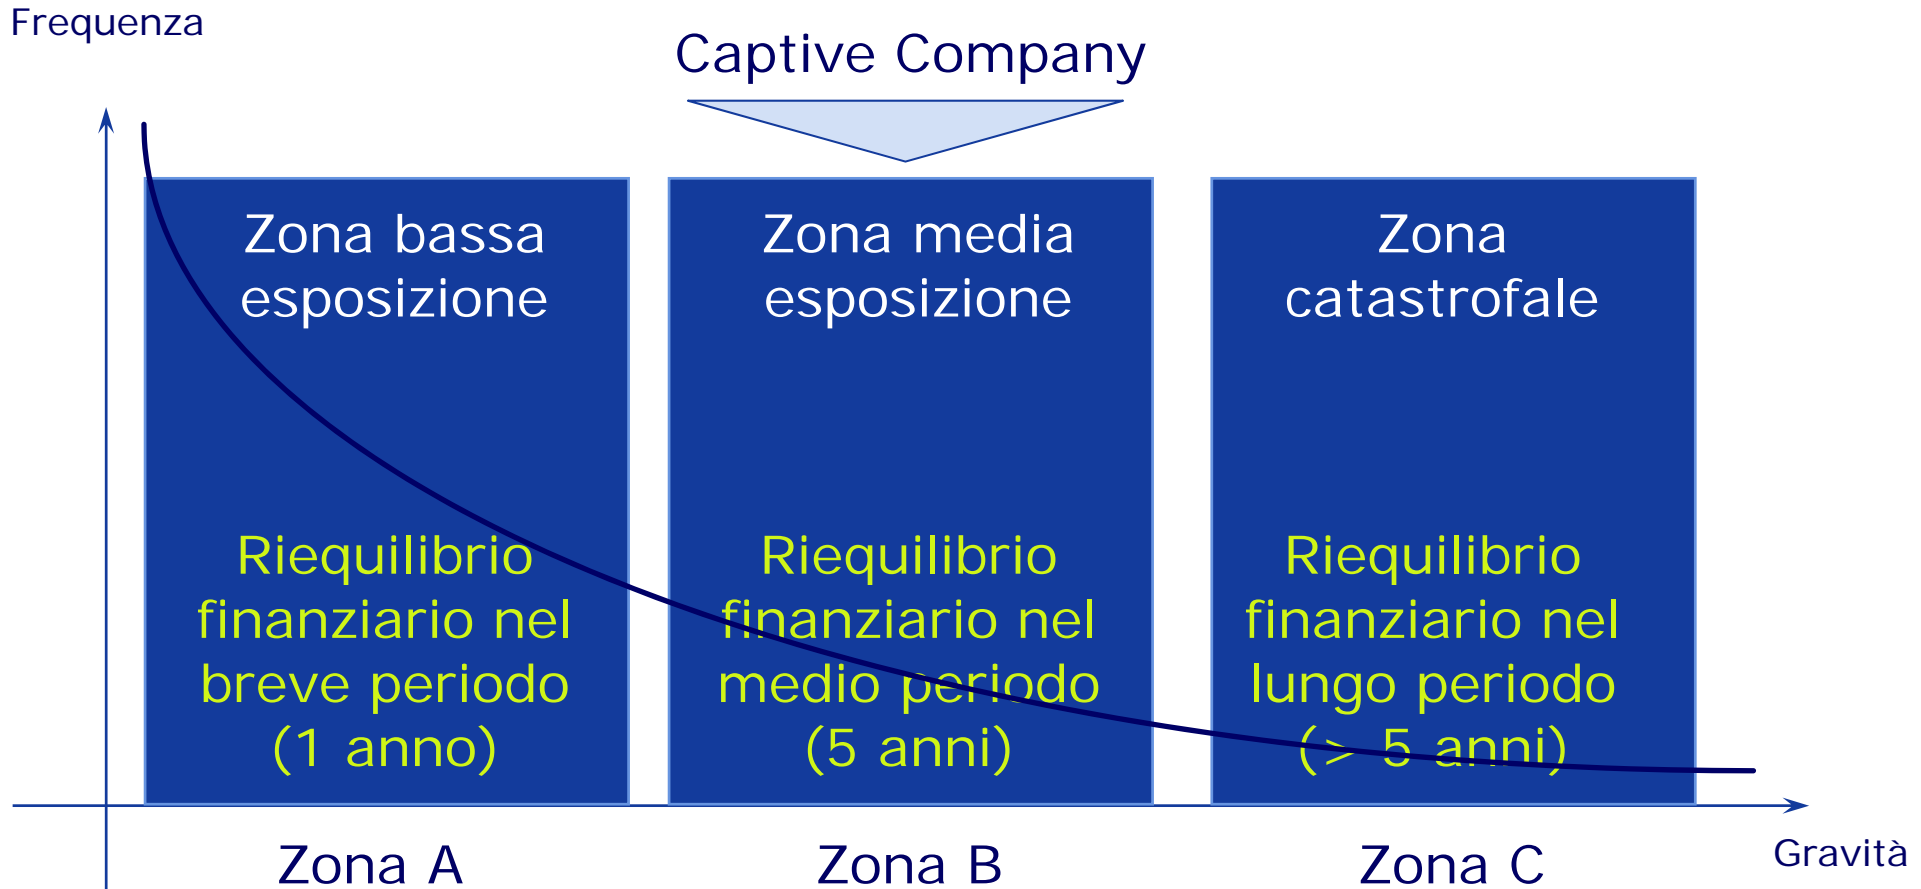 Frequenza
Captive Company
Zona bassa
esposizione
Riequilibrio
finanziario nel
breve periodo
(1 anno)
Zona media
esposizione
Riequilibrio
finanziario nel
medio periodo
(5 anni)
Zona
catastrofale
Riequilibrio
finanziario nel
lungo periodo
(> 5 anni)
Zona A
Zona B
Zona C
Gravità